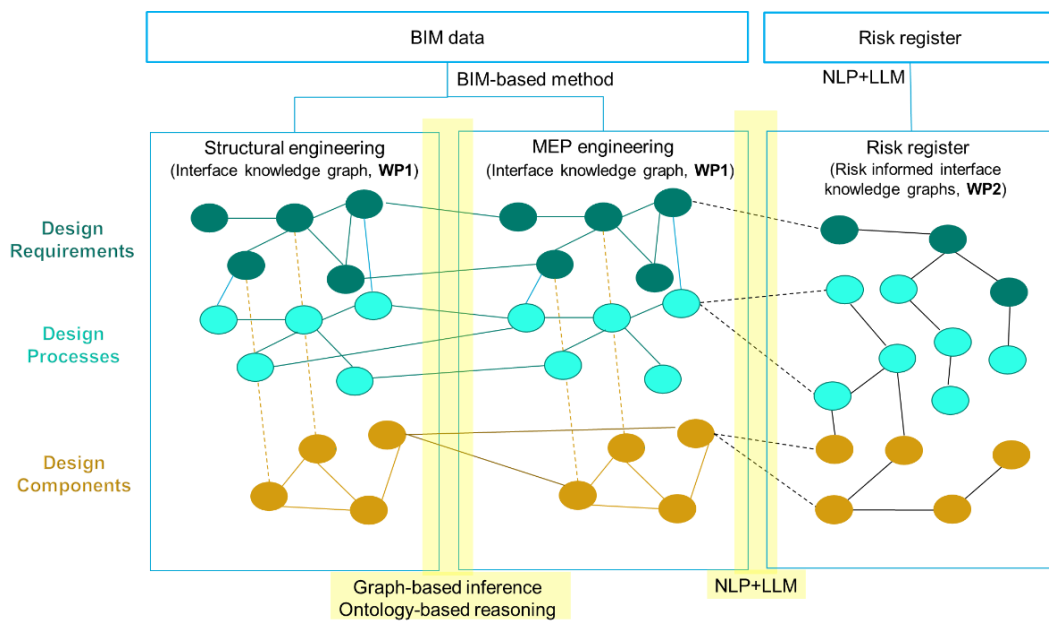 BIM data
Risk register
BIM-based method
NLP+LLM
Structural engineering
(Interface knowledge graph, WP1)
MEP engineering
(Interface knowledge graph, WP1)
Risk register
(Risk informed interface
knowledge graphs, WP2)
Design
Requirements
Design
Processes
Design
Components
Graph-based inference
Ontology-based reasoning
NLP+LLM